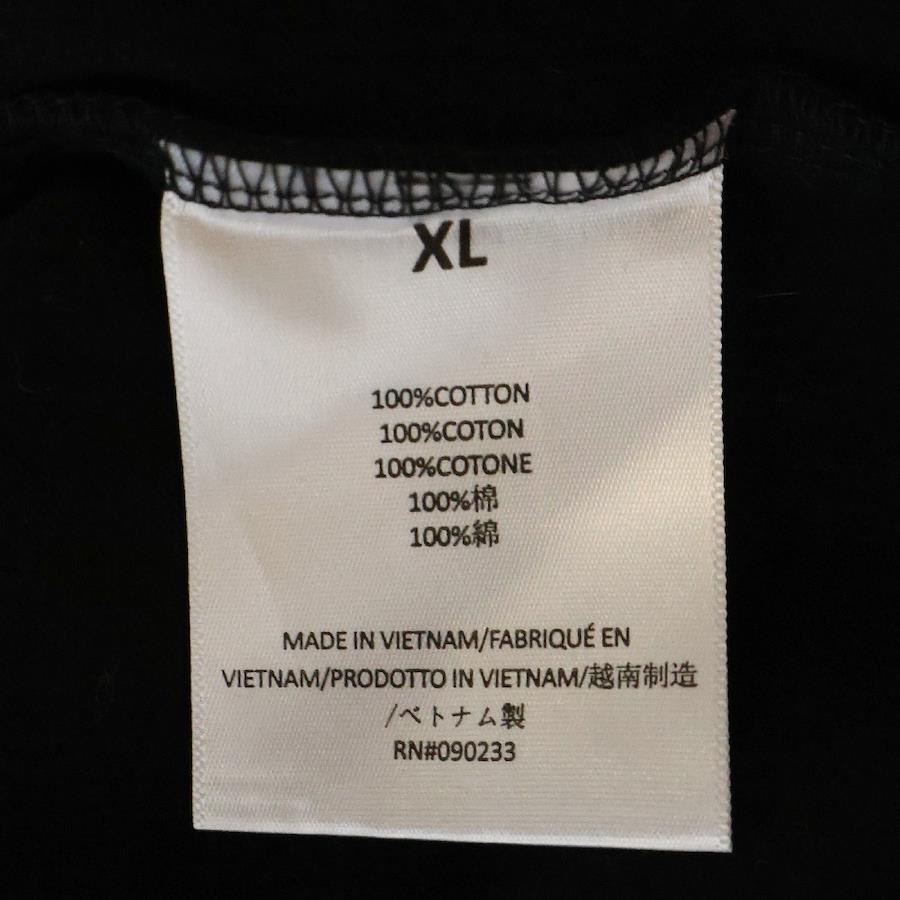 XL
100%COTTON
100%COTON
100%COTONE
100%棉
100%綿
MADE IN VIETNAM/FABRIQUÉ EN
VIETNAM/PRODOTTO IN VIETNAM/越南制造
/ベトナム製
RN#090233